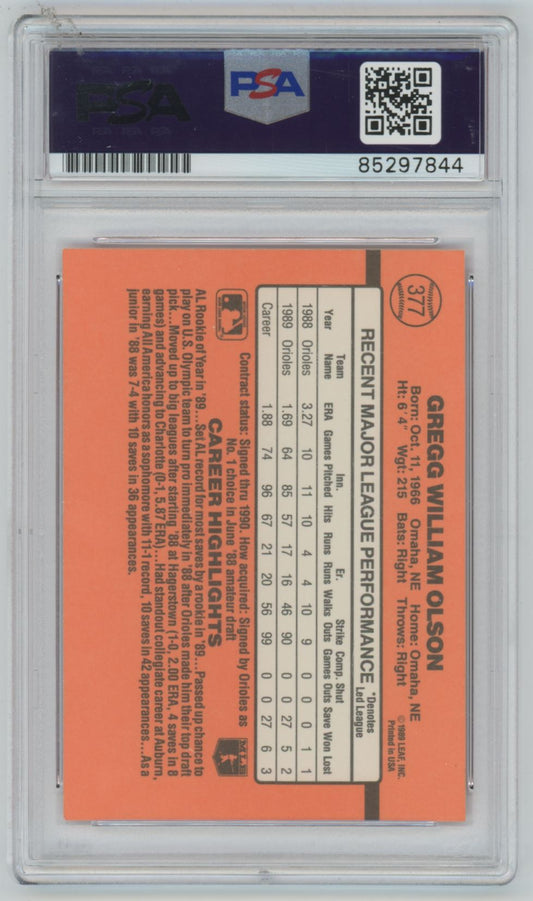 PSA
PSA
PSA PSA PSA
85297844
377
GREGG WILLIAM OLSON
Born: Oct. 11, 1966 Omaha, NE Home: Omaha, NE
Ht: 6' 4" Wgt: 215 Bats: Right Throws: Right
© 1989 LEAF, INC.
Printed in USA
RECENT MAJOR LEAGUE PERFORMANCE
*Denotes
Led League
Team Inn. Er. Strike Comp. Shut
Year Name ERA Games Pitched Hits Runs Runs Walks Outs Games Outs Save Won Lost
1988 Orioles 3.27 10 11 10 4 4 10 9 0 0 0 1 1
1989 Orioles 1.69 64 85 57 17 16 46 90 0 0 27 5 2
Career 1.88 74 96 67 21 20 56 99 0 0 27 6 3
Contract status: Signed thru 1990. How acquired: Signed by Orioles as
No. 1 choice in June '88 amateur draft
MLB
CAREER HIGHLIGHTS
AL Rookie of Year in '89...Set AL record for most saves by a rookie in '89...Passed up chance to
play on U.S. Olympic team to turn pro immediately in '88 after Orioles made him their top draft
pick...Moved up to big leagues after starting '88 at Hagerstown (1-0, 2.00 ERA, 4 saves in 8
games) and advancing to Charlotte (0-1, 5.87 ERA)...Had standout collegiate career at Auburn,
earning All America honors as a sophomore with 11-1 record, 10 saves in 42 appearances...As a
junior in '88 was 7-4 with 10 saves in 36 appearances.